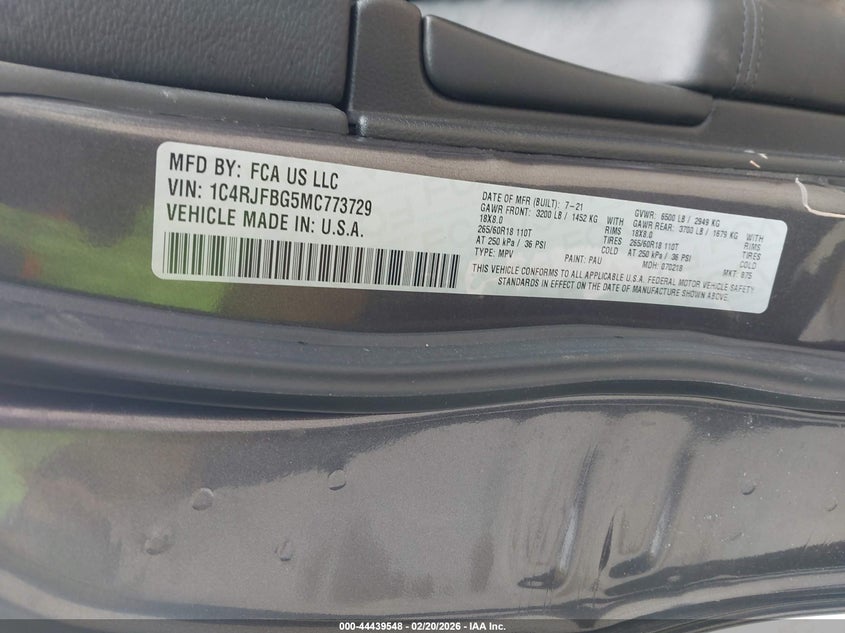 MFD BY: FCA US LLC
VIN: 1C4RJFBG5MC773729
VEHICLE MADE IN: U.S.A.
DATE OF MFR (BUILT): 7-21 GVWR: 6500 LB / 2949 KG
GAWR FRONT: 3200 LB / 1452 KG WITH GAWR REAR: 3700 LB / 1679 KG WITH
18X8.0 RIMS 18X8.0 RIMS
265/60R18 110T TIRES 265/60R18 110T TIRES
AT 250 kPa / 36 PSI COLD AT 250 kPa / 36 PSI COLD
TYPE: MPV PAINT: PAU MDH: 070218 MKT: 875
THIS VEHICLE CONFORMS TO ALL APPLICABLE U.S.A. FEDERAL MOTOR VEHICLE SAFETY
STANDARDS IN EFFECT ON THE DATE OF MANUFACTURE SHOWN ABOVE.
000-44439548 - 02/20/2026 - IAA Inc.